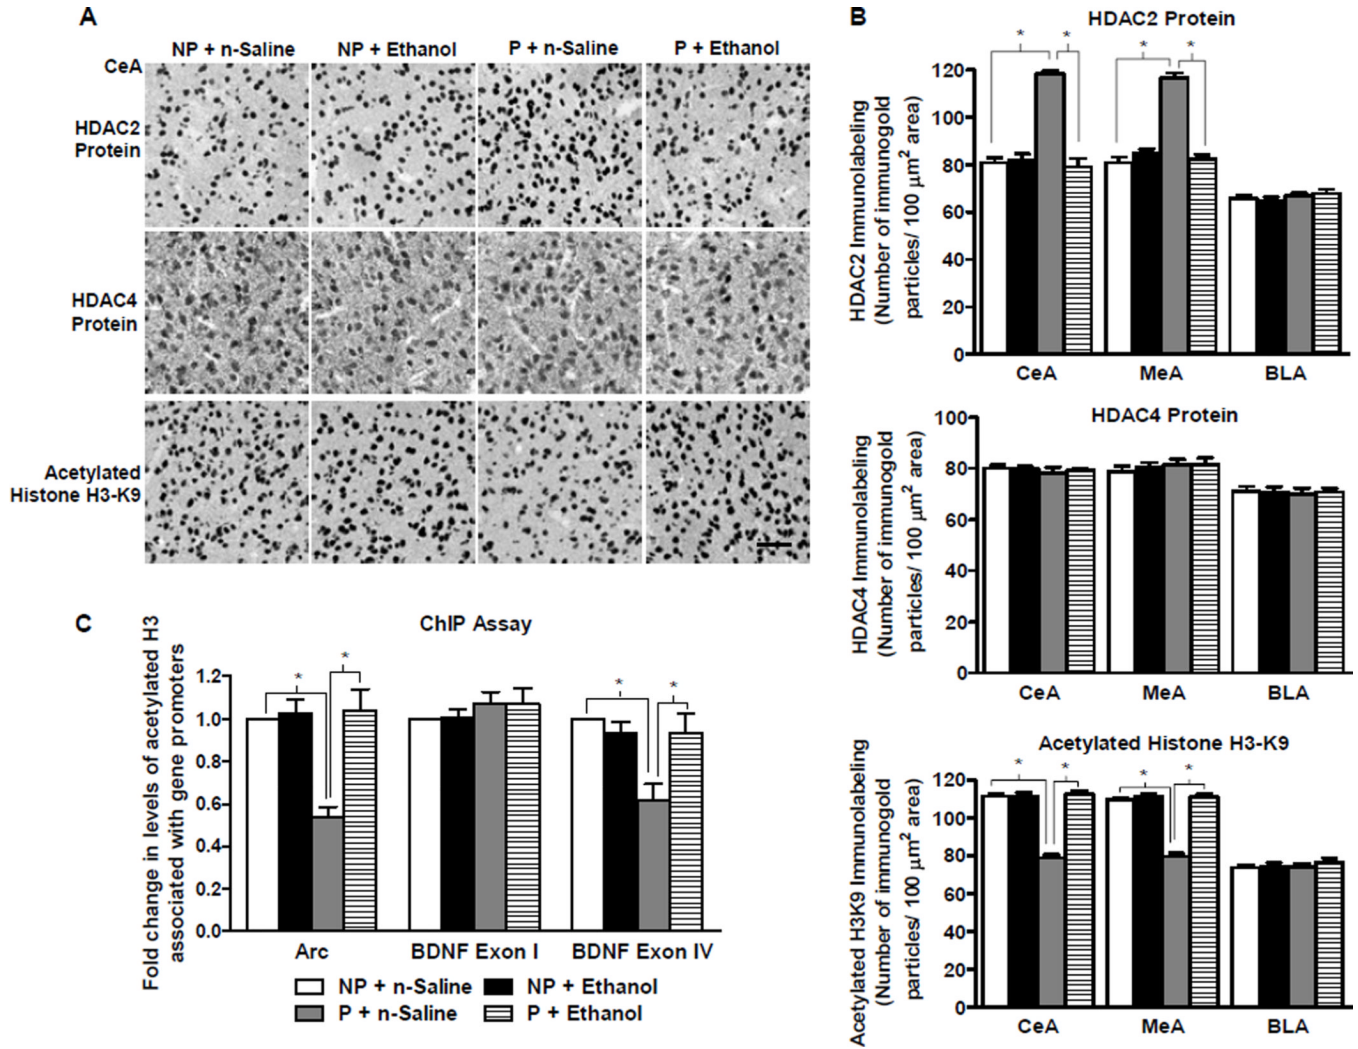 A
NP + n-Saline NP + Ethanol P + n-Saline P + Ethanol
CeA
HDAC2
Protein
HDAC4
Protein
Acetylated
Histone H3-K9
B
HDAC2 Protein
* * * *
HDAC2 Immunolabeling
(Number of immunogold
particles/ 100 μm² area)
120
100
80
60
40
20
0
CeA MeA BLA
HDAC4 Protein
HDAC4 Immunolabeling
(Number of immunogold
particles/ 100 μm² area)
100
80
60
40
20
0
CeA MeA BLA
Acetylated Histone H3-K9
* * * *
Acetylated H3K9 Immunolabeling
(Number of immunogold
particles/ 100 μm² area)
120
100
80
60
40
20
0
CeA MeA BLA
C
ChIP Assay
Fold change in levels of acetylated H3
associated with gene promoters
* * * *
1.2
1.0
0.8
0.6
0.4
0.2
0.0
Arc BDNF Exon I BDNF Exon IV
NP + n-Saline NP + Ethanol
P + n-Saline P + Ethanol